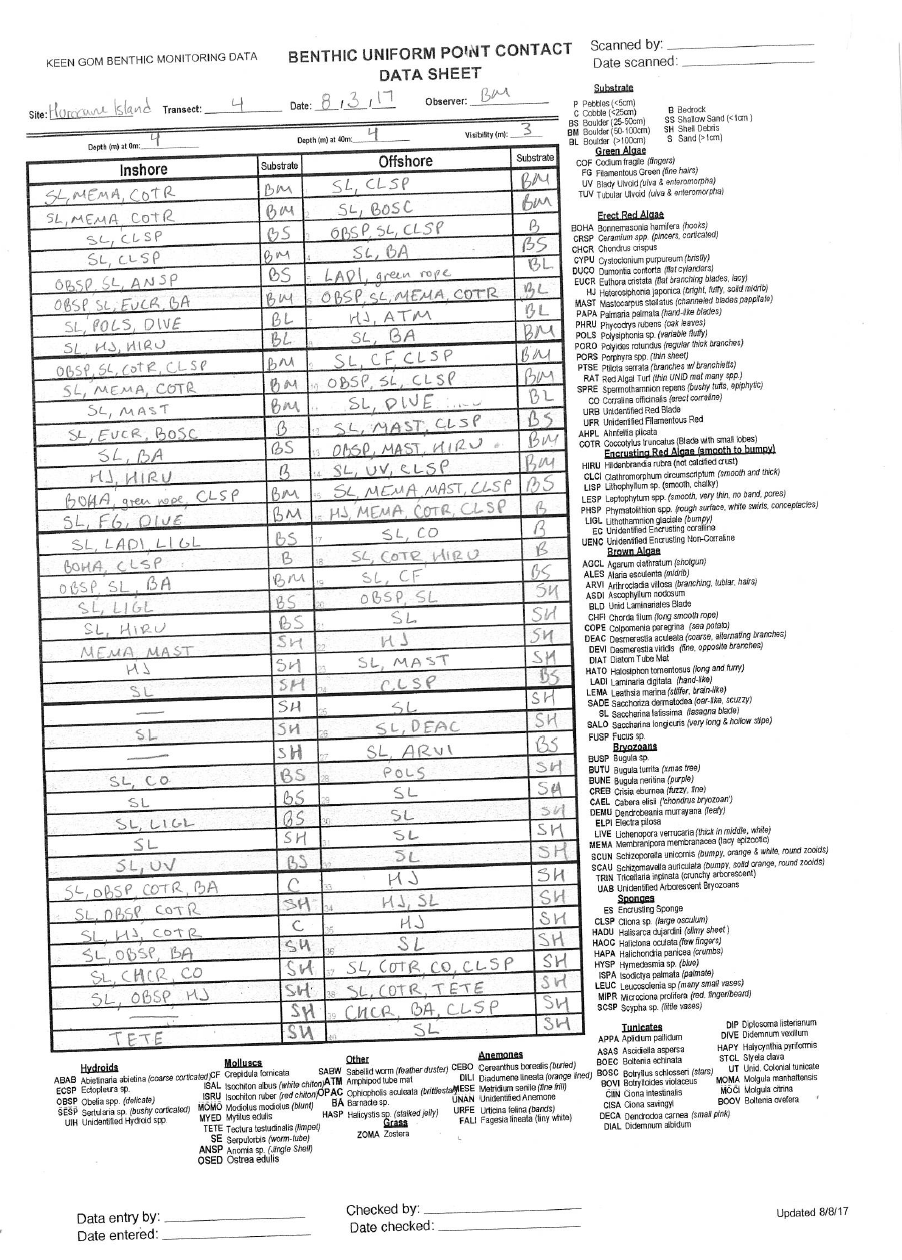 KEEN GOM BENTHIC MONITORING DATA
BENTHIC UNIFORM POINT CONTACT
DATA SHEET
Scanned by:
Date scanned:
Site: Hurricane Island Transect: 4 Date: 8,3,17 Observer: BM
Depth (m) at 0m: 4 Depth (m) at 40m: 4 Visibility (m): 3
Inshore Substrate Offshore Substrate
SL, MEMA, COTR BM SL, CLSP BM
SL, MEMA, COTR BM SL, BOSC BM
SL, CLSP BS OBSP, SL, CLSP B
SL, CLSP BM SL, BA BS
OBSP, SL, ANSP BS LADI, green rope BL
OBSP SL, EUCR, BA BM OBSP, SL, MEMA, COTR BL
SL, POLS, DIVE BL HJ, ATM BL
SL, HJ, HIRU BL SL, BA BM
OBSP, SL, COTR, CLSP BM SL, CF, CLSP BM
SL, MEMA, COTR BM OBSP, SL, CLSP BM
SL, MAST BM SL, DIVE BL
SL, EUCR, BOSC B SL, MAST, CLSP BS
SL, BA BS OBSP, MAST, HIRU BM
HJ, HIRU B SL, UV, CLSP BM
BOHA, green rope, CLSP BM SL, MEMA, MAST, CLSP BS
SL, FG, DIVE BM HJ, MEMA, COTR, CLSP B
SL, LADI, LIGL BS SL, CO B
BOHA, CLSP B SL, COTR, HIRU B
OBSP, SL, BA BM SL, CF BS
SL, LIGL BS OBSP, SL SH
SL, HIRU BS SL SH
MEMA, MAST SH HJ SH
HJ SH SL, MAST SH
SL SH CLSP BS
— SH SL SH
SL SH SL, DEAC SH
— SH SL, ARVI BS
SL, CO BS POLS SH
SL BS SL SH
SL, LIGL BS SL SH
SL SH SL SH
SL, UV BS SL SH
SL, OBSP, COTR, BA C HJ SH
SL, OBSP, COTR SH HJ, SL SH
SL, HJ, COTR C HJ SH
SL, OBSP, BA SH SL SH
SL, CHCR, CO SH SL, COTR, CO, CLSP SH
SL, OBSP HJ SH SL, COTR, TETE SH
— SH CHCR, BA, CLSP SH
TETE SH SL SH
Substrate
P Pebbles (<5cm)
C Cobble (<25cm)
BS Boulder (25-50cm)
BM Boulder (50-100cm)
BL Boulder (>100cm)
B Bedrock
SS Shallow Sand (<1cm )
SH Shell Debris
S Sand (>1cm)
Green Algae
COF Codium fragile (fingers)
FG Filamentous Green (fine hairs)
UV Blady Ulvoid (ulva & enteromorpha)
TUV Tubular Ulvoid (ulva & enteromorpha)
Erect Red Algae
BOHA Bonnemaisonia hamifera (hooks)
CRSP Ceramium spp. (pincers, corticated)
CHCR Chondrus crispus
CYPU Cystoclonium purpureum (bristly)
DUCO Dumontia contorta (flat cylanders)
EUCR Euthora cristata (flat branching blades, lacy)
HJ Heterosiphonia japonica (bright, fuffy, solid midrib)
MAST Mastocarpus stellatus (channeled blades pappilate)
PAPA Palmaria palmata (hand-like blades)
PHRU Phycodrys rubens (oak leaves)
POLS Polysiphonia sp. (variable fluffy)
PORO Polyides rotundus (regular thick branches)
PORS Porphyra spp. (thin sheet)
PTSE Ptilota serrata (branches w/ branchletts)
RAT Red Algal Turf (thin UNID mat many spp.)
SPRE Spermothamnion repens (bushy tufts, epiphytic)
CO Corallina officinalis (erect corraline)
URB Unidentified Red Blade
UFR Unidentified Filamentous Red
AHPL Ahnfeltia plicata
COTR Coccotylus truncatus (Blade with small lobes)
Encrusting Red Algae (smooth to bumpy)
HIRU Hildenbrandia rubra (not calcified crust)
CLCI Clathromorphum circumscriptum (smooth and thick)
LISP Lithophyllum sp. (smooth, chalky)
LESP Leptophytum spp. (smooth, very thin, no band, pores)
PHSP Phymatolithon spp. (rough surface, white swirls, conceptacles)
LIGL Lithothamnion glaciale (bumpy)
EC Unidentified Encrusting coralline
UENC Unidentified Encrusting Non-Corraline
Brown Algae
AGCL Agarum clathratum (shotgun)
ALES Alaria esculenta (midrib)
ARVI Arthrocladia villosa (branching, tublar, hairs)
ASDI Ascophyllum nodosum
BLD Unid Laminariales Blade
CHFI Chorda filum (long smooth rope)
COPE Colpomenia peregrina (sea potato)
DEAC Desmerestia aculeata (coarse, alternating branches)
DEVI Desmerestia viridis (fine, opposite branches)
DIAT Diatom Tube Mat
HATO Halosiphon tomentosus (long and furry)
LADI Laminaria digitata (hand-like)
LEMA Leathsia marina (stiffer, brain-like)
SADE Sacchoriza dermatodea (oar-like, scuzzy)
SL Saccharina latissima (lasagna blade)
SALO Saccharina longicuris (very long & hollow stipe)
FUSP Fucus sp.
Bryozoans
BUSP Bugula sp.
BUTU Bugula turrita (xmas tree)
BUNE Bugula neritina (purple)
CREB Crisia eburnea (fuzzy, fine)
CAEL Cabera elisii ('chondrus bryozoan')
DEMU Dendrobeania murrayana (leafy)
ELPI Electra pilosa
LIVE Lichenopora verrucaria (thick in middle, white)
MEMA Membranipora membranacea (lacy epizootic)
SCUN Schizoporella unicornis (bumpy, orange & white, round zooids)
SCAU Schizomavella auriculata (bumpy, solid orange, round zooids)
TRIN Tricellaria inpinata (crunchy arborescent)
UAB Unidentified Arborescent Bryozoans
Sponges
ES Encrusting Sponge
CLSP Cliona sp. (large osculum)
HADU Halisarca dujardini (slimy sheet )
HAOC Haliclona oculata (few fingers)
HAPA Halichondria panicea (crumbs)
HYSP Hymedesmia sp. (blue)
ISPA Isodictya palmata (palmate)
LEUC Leucosolenia sp (many small vases)
MIPR Microciona prolifera (red, finger/beard)
SCSP Scypha sp. (little vases)
Tunicates
APPA Aplidium pallidum
ASAS Ascidiella aspersa
BOEC Boltenia echinata
BOSC Botryllus schlosseri (stars)
BOVI Botrylloides violaceus
CIIN Ciona intestinalis
CISA Ciona savingyi
DECA Dendrodoa carnea (small pink)
DIAL Didemnum albidum
DIP Diplosoma listerianum
DIVE Didemnum vexillum
HAPY Halycynthia pyriformis
STCL Styela clava
UT Unid. Colonial tunicate
MOMA Molgula manhattensis
MOCI Molgula citrina
BOOV Boltenia ovefera
Hydroids
ABAB Abietinaria abietina (coarse corticated)
ECSP Ectopleura sp.
OBSP Obelia spp. (delicate)
SESP Sertularia sp. (bushy corticated)
UIH Unidentified Hydroid spp.
Molluscs
CF Crepidula fornicata
ISAL Isochiton albus (white chiton)
ISRU Isochiton ruber (red chiton)
MOMO Modiolus modiolus (blunt)
MYED Mytilus edulis
TETE Tectura testudinalis (limpet)
SE Serpulorbis (worm-tube)
ANSP Anomia sp. (Jingle Shell)
OSED Ostrea edulis
Other
SABW Sabellid worm (feather duster)
ATM Amphipod tube mat
OPAC Ophiopholis aculeata (brittlestar)
BA Barnacle sp.
HASP Haliclystis sp. (stalked jelly)
Grass
ZOMA Zostera
Anemones
CEBO Cereanthus borealis (buried)
DILI Diadumene lineata (orange lined)
MESE Metridium senile (fine frill)
UNAN Unidentified Anemone
URFE Urticina felina (bands)
FALI Fagesia lineata (tiny white)
Data entry by:
Date entered:
Checked by:
Date checked:
Updated 8/8/17